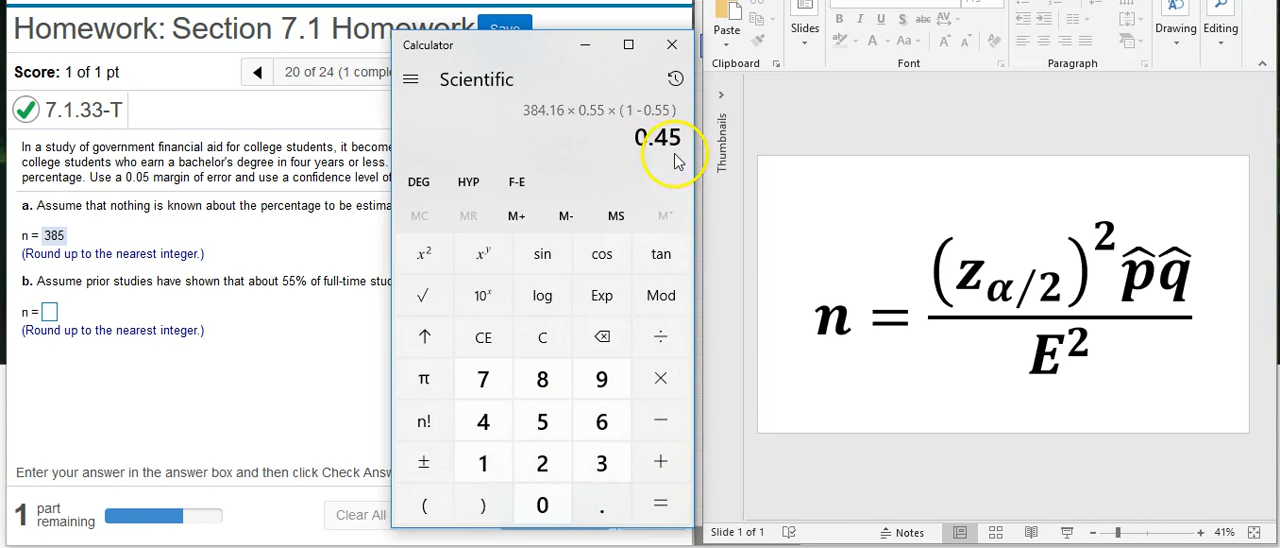 Homework: Section 7.1 Homework
Save
Score: 1 of 1 pt
20 of 24 (1 comple
7.1.33-T
In a study of government financial aid for college students, it become
college students who earn a bachelor's degree in four years or less.
percentage. Use a 0.05 margin of error and use a confidence level of
a. Assume that nothing is known about the percentage to be estima
n = 385
(Round up to the nearest integer.)
b. Assume prior studies have shown that about 55% of full-time stu
n =
(Round up to the nearest integer.)
Enter your answer in the answer box and then click Check Answ
1 part
remaining
Clear All
Calculator
Scientific
384.16 × 0.55 × ( 1 - 0.55 )
0.45
DEG HYP F-E
MC MR M+ M- MS M˅
x² xʸ sin cos tan
√ 10ˣ log Exp Mod
↑ CE C ÷
π 7 8 9 ×
n! 4 5 6 −
± 1 2 3 +
( ) 0 . =
Paste
Slides
Drawing
Editing
B I U S abc AV
A Aa A A
Clipboard
Font
Paragraph
Thumbnails
n = (z_α/2)² p̂q̂ / E²
Slide 1 of 1
Notes
41%